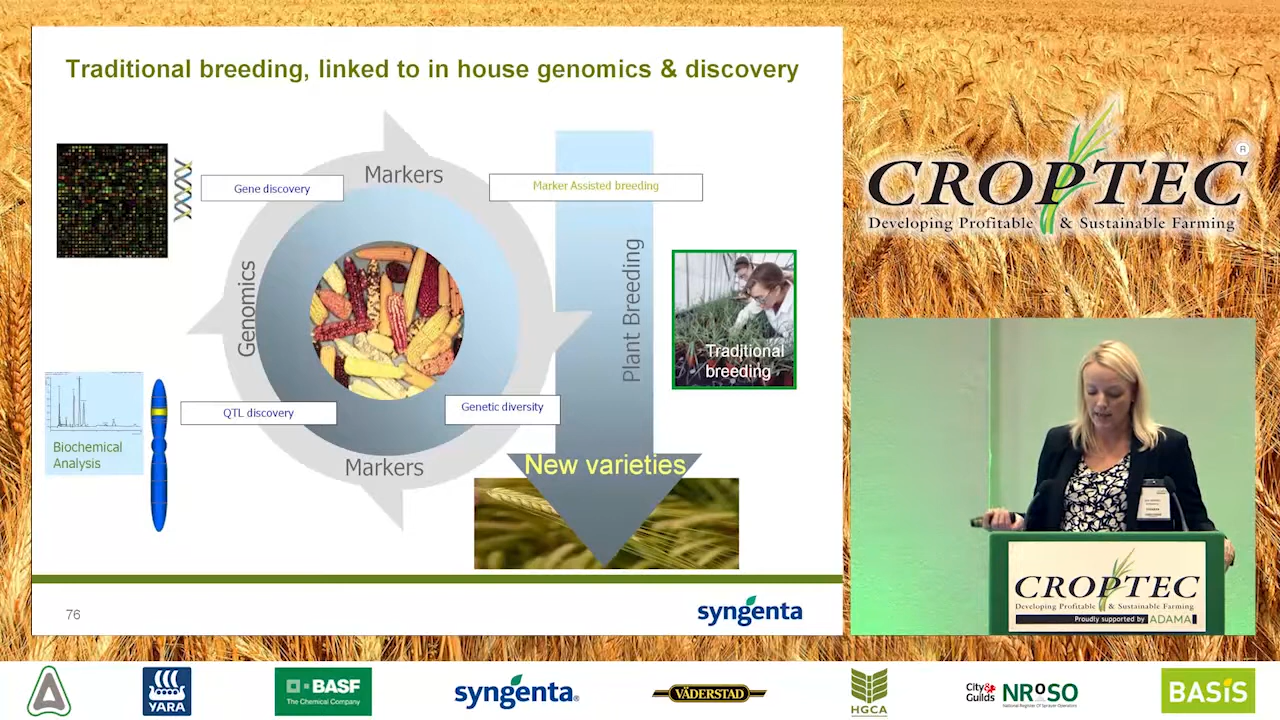 Traditional breeding, linked to in house genomics & discovery
Gene discovery
Markers
Marker Assisted breeding
Genomics
Plant Breeding
Traditional
breeding
QTL discovery
Genetic diversity
Biochemical
Analysis
Markers
New varieties
76
syngenta
CROPTEC
®
Developing Profitable & Sustainable Farming
CROPTEC
Developing Profitable & Sustainable Farming
Proudly supported by ADAMA
YARA
BASF
The Chemical Company
syngenta®
VÄDERSTAD
HGCA
City&
Guilds
NRoSO
National Register Of Sprayer Operators
BASiS